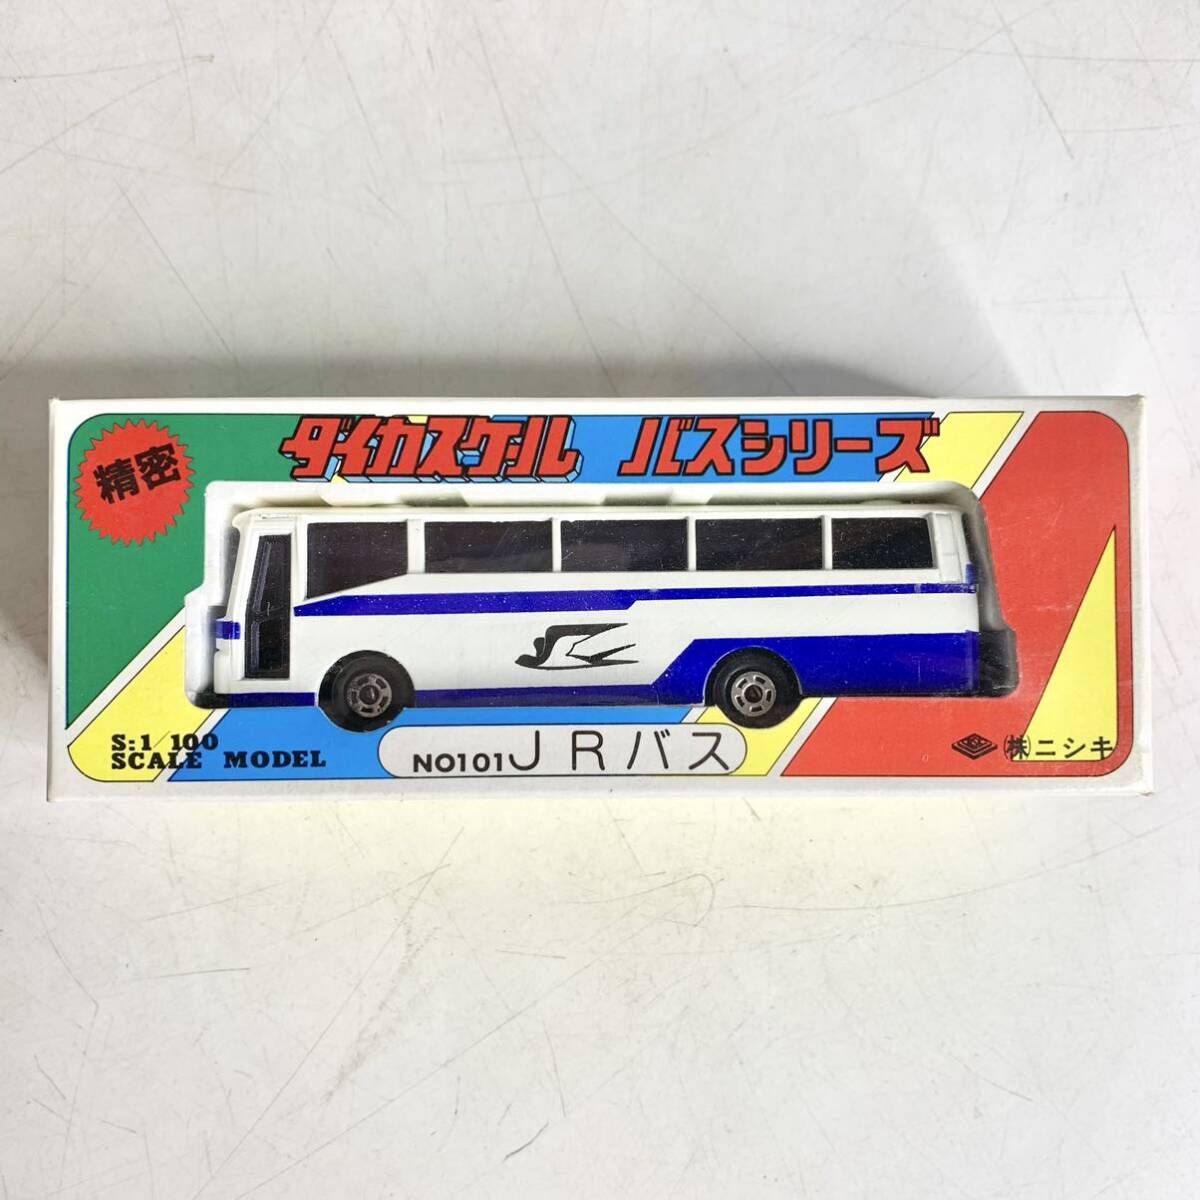 精密
ダイカスケール バスシリーズ
S:1 100
SCALE MODEL
NO101 JRバス
㈱ニシキ